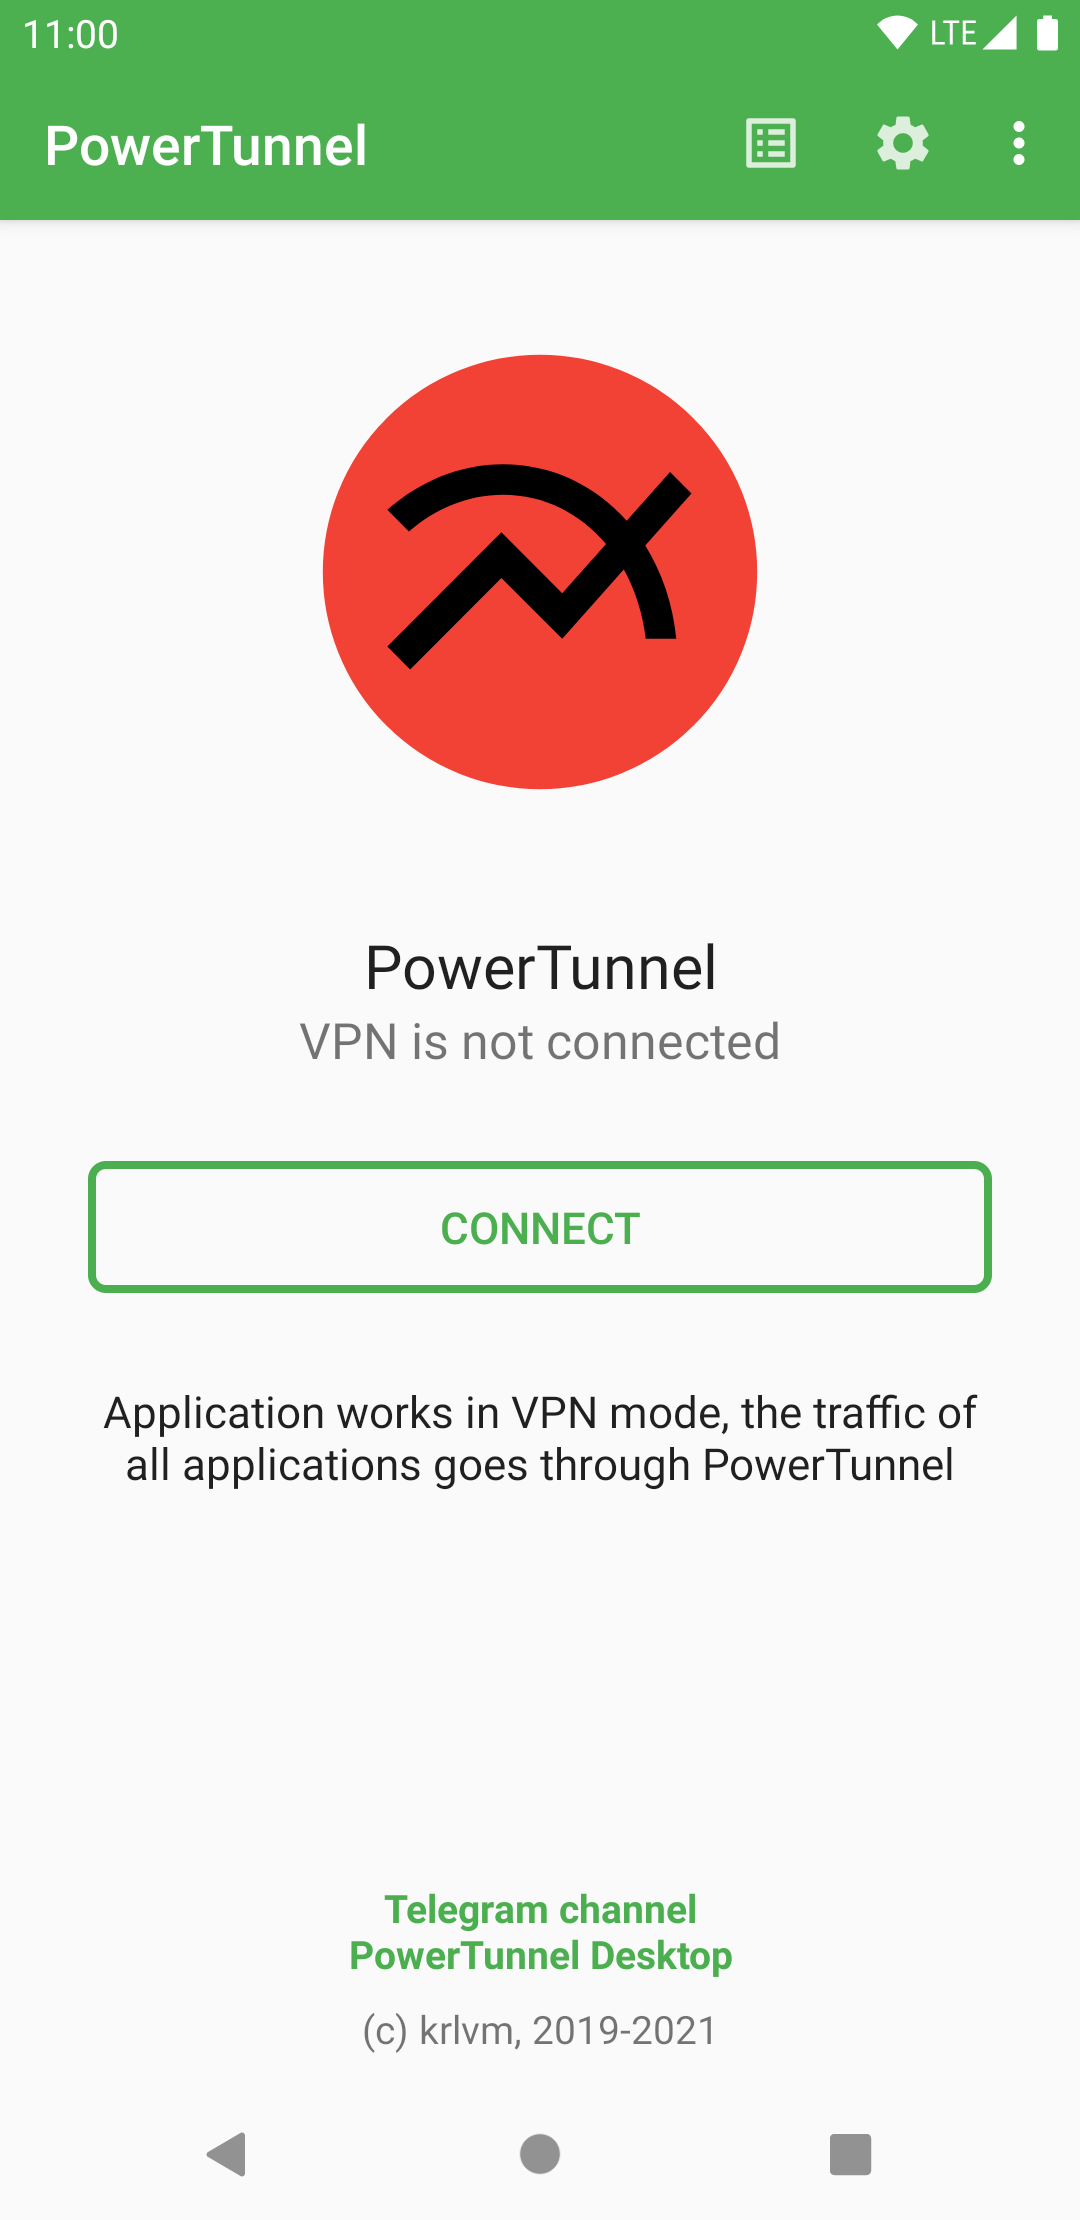 11:00
LTE
PowerTunnel
PowerTunnel
VPN is not connected
CONNECT
Application works in VPN mode, the traffic of
all applications goes through PowerTunnel
Telegram channel
PowerTunnel Desktop
(c) krlvm, 2019-2021